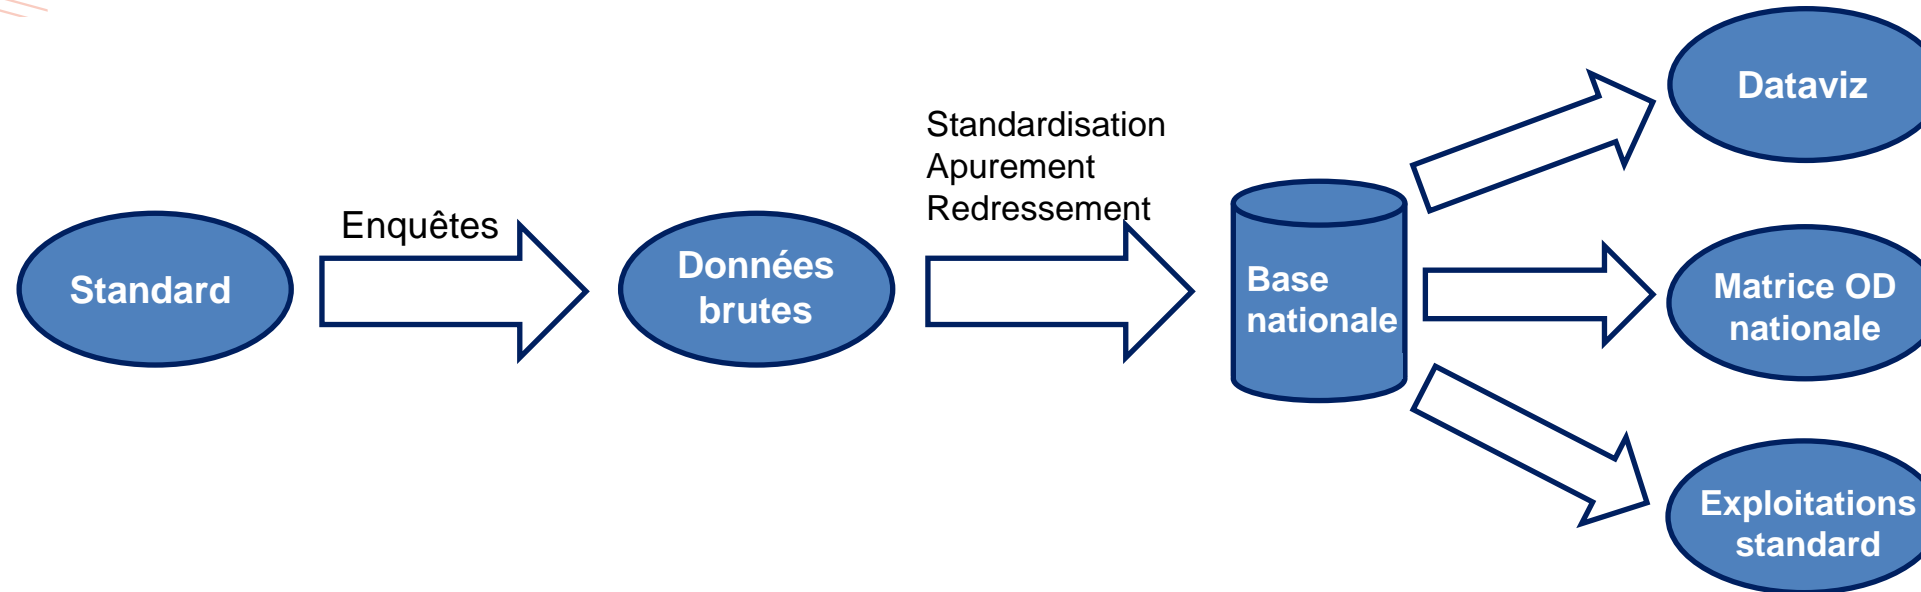 Standard
Enquêtes
Données
brutes
Standardisation
Apurement
Redressement
Base
nationale
Dataviz
Matrice OD
nationale
Exploitations
standard